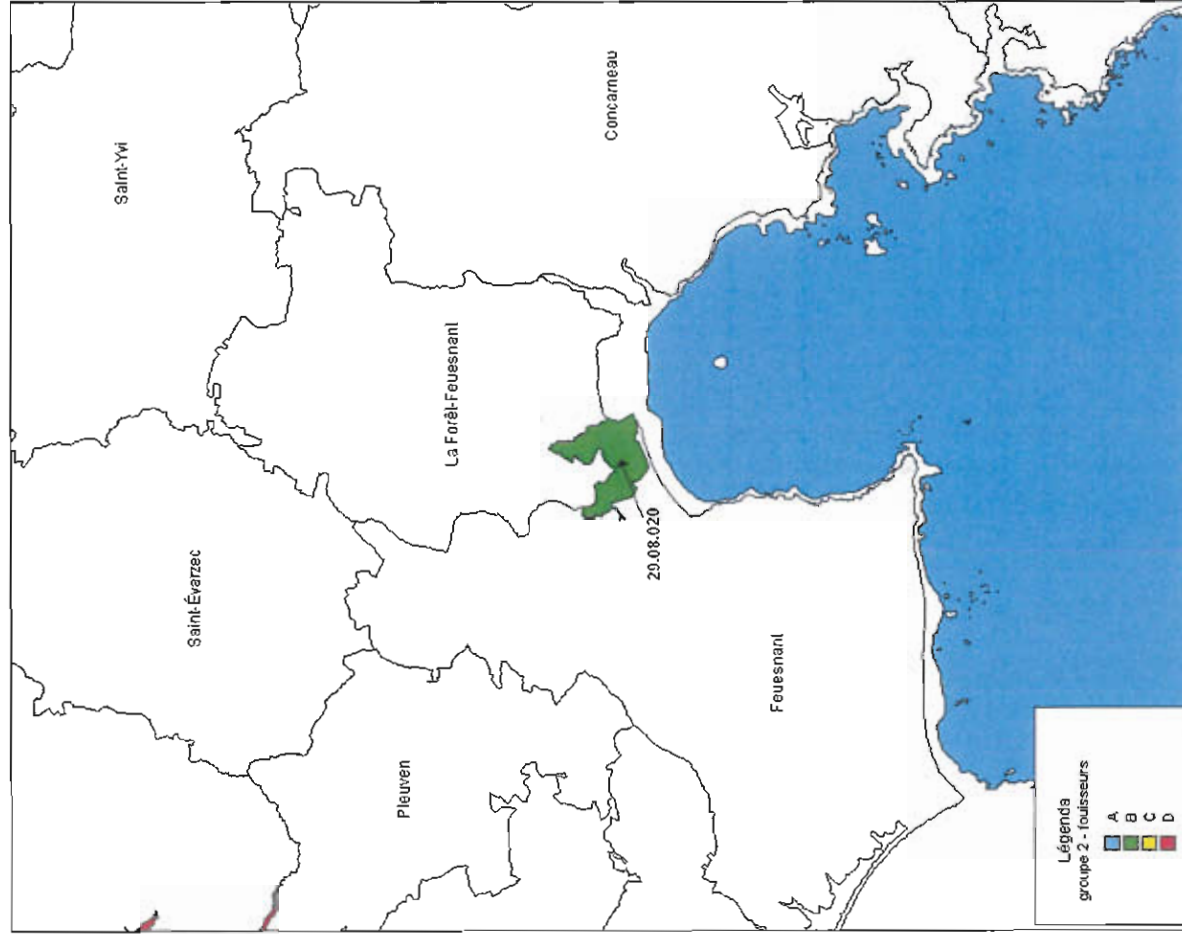 Saint-Yvi
Concarneau
La Forêt-Fouesnant
Saint-Évarzec
29.08.020
Fouesnant
Pleuven
Légende
groupe 2 - fouisseurs
A
B
C
D